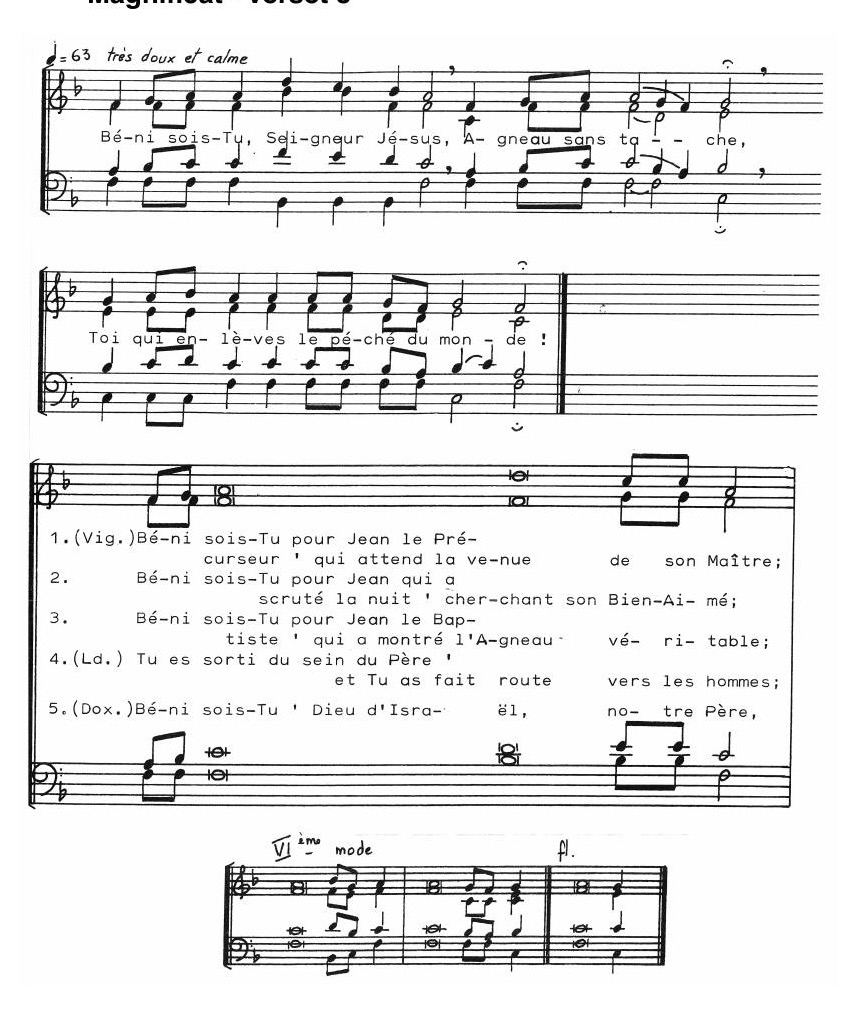 ♩=63 très doux et calme
Bé-ni sois-Tu, Sei-gneur Jé-sus, A- gneau sans ta - - che,
Toi qui en- lè-ves le pé-ché du mon - de !
1.(Vig.)Bé-ni sois-Tu pour Jean le Pré-
curseur ' qui attend la ve-nue de son Maître;
2. Bé-ni sois-Tu pour Jean qui a
scruté la nuit ' cher-chant son Bien-Ai- mé;
3. Bé-ni sois-Tu pour Jean le Bap-
tiste ' qui a montré l'A-gneau vé- ri- table;
4.(Ld.) Tu es sorti du sein du Père '
et Tu as fait route vers les hommes;
5.(Dox.)Bé-ni sois-Tu ' Dieu d'Isra- ël, no- tre Père,
VI ème mode fl.